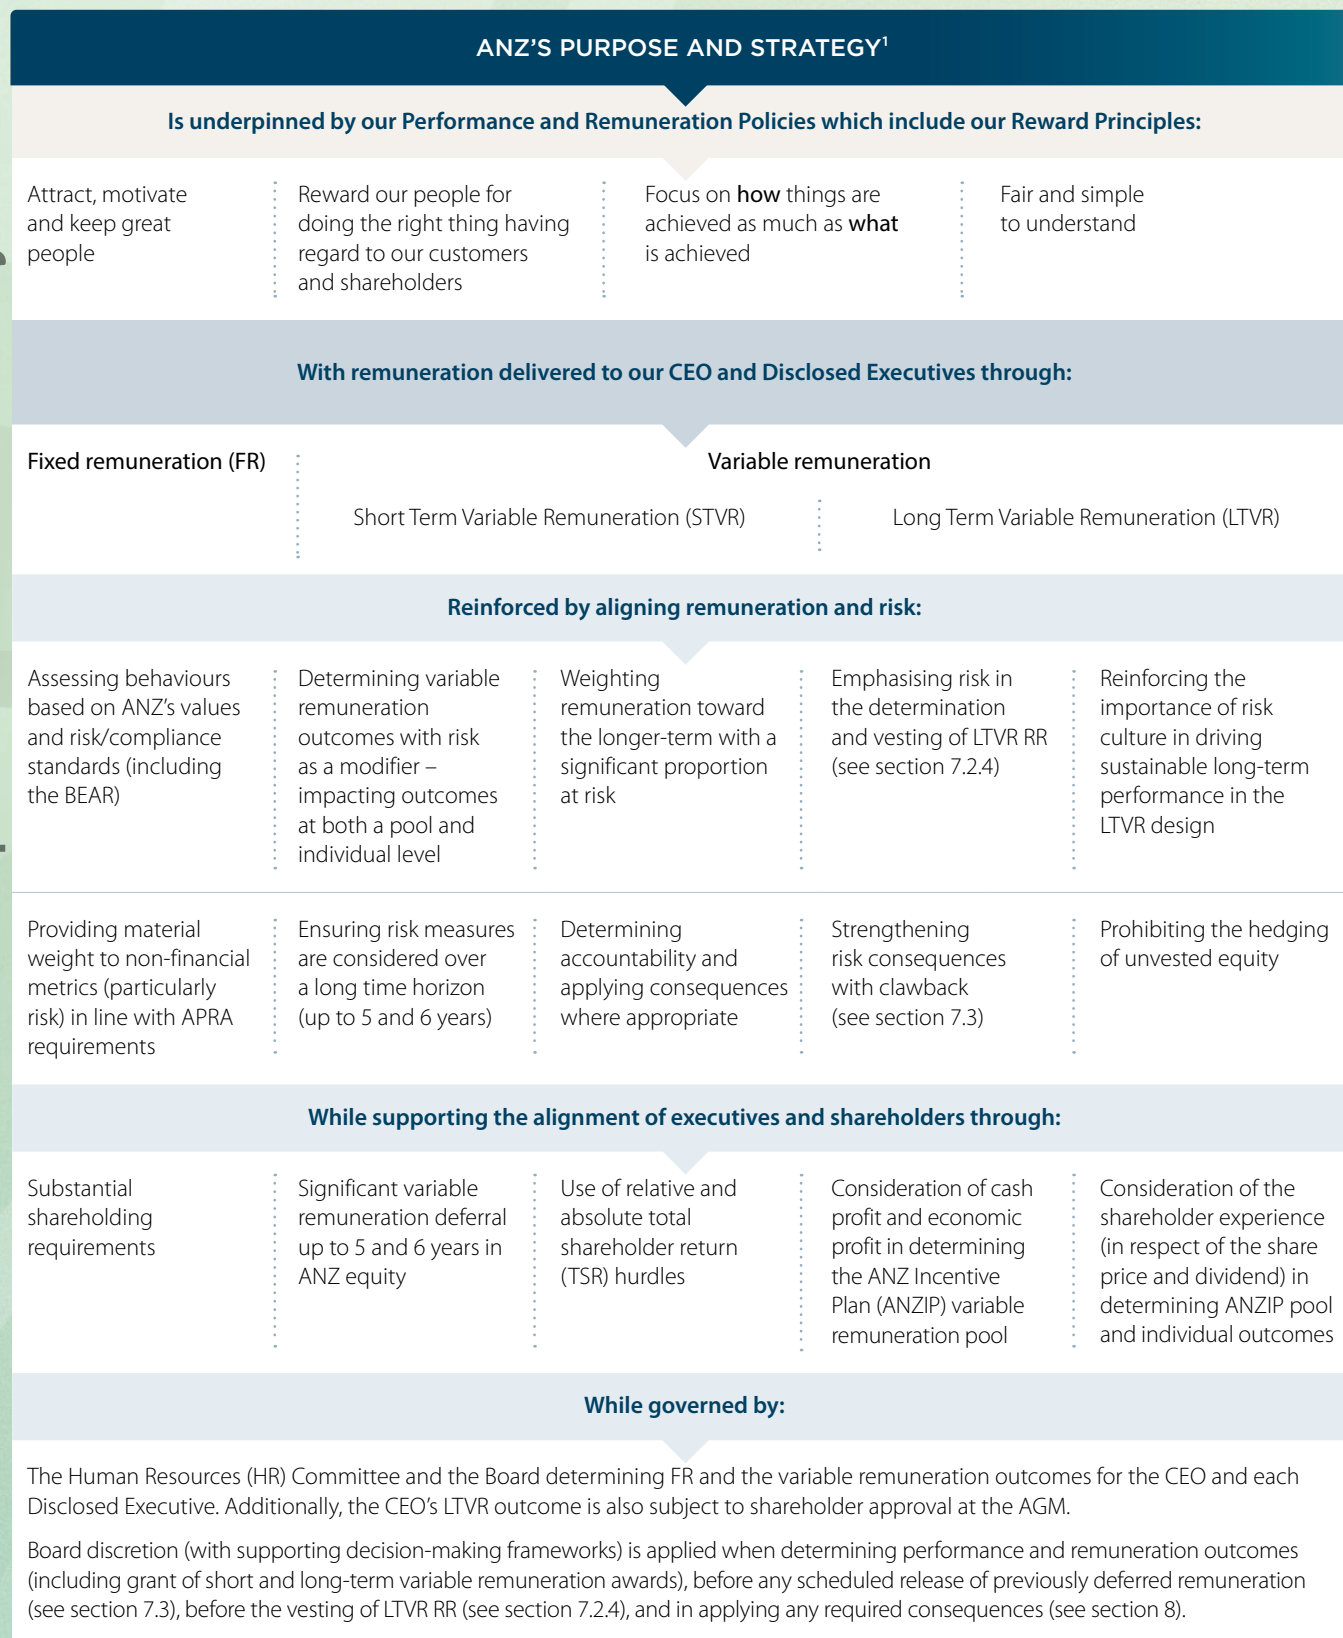 ANZ'S PURPOSE AND STRATEGY1
Is underpinned by our Performance and Remuneration Policies which include our Reward Principles:
Attract, motivate
and keep great
people
Reward our people for
doing the right thing having
regard to our customers
and shareholders
Focus on how things are
achieved as much as what
is achieved
Fair and simple
to understand
With remuneration delivered to our CEO and Disclosed Executives through:
Fixed remuneration (FR)
Variable remuneration
Short Term Variable Remuneration (STVR)
Long Term Variable Remuneration (LTVR)
Reinforced by aligning remuneration and risk:
Assessing behaviours
based on ANZ's values
and risk/compliance
standards (including
the BEAR)
Determining variable
remuneration
outcomes with risk
as a modifier –
impacting outcomes
at both a pool and
individual level
Weighting
remuneration toward
the longer-term with a
significant proportion
at risk
Emphasising risk in
the determination
and vesting of LTVR RR
(see section 7.2.4)
Reinforcing the
importance of risk
culture in driving
sustainable long-term
performance in the
LTVR design
Providing material
weight to non-financial
metrics (particularly
risk) in line with APRA
requirements
Ensuring risk measures
are considered over
a long time horizon
(up to 5 and 6 years)
Determining
accountability and
applying consequences
where appropriate
Strengthening
risk consequences
with clawback
(see section 7.3)
Prohibiting the hedging
of unvested equity
While supporting the alignment of executives and shareholders through:
Substantial
shareholding
requirements
Significant variable
remuneration deferral
up to 5 and 6 years in
ANZ equity
Use of relative and
absolute total
shareholder return
(TSR) hurdles
Consideration of cash
profit and economic
profit in determining
the ANZ Incentive
Plan (ANZIP) variable
remuneration pool
Consideration of the
shareholder experience
(in respect of the share
price and dividend) in
determining ANZIP pool
and individual outcomes
While governed by:
The Human Resources (HR) Committee and the Board determining FR and the variable remuneration outcomes for the CEO and each
Disclosed Executive. Additionally, the CEO's LTVR outcome is also subject to shareholder approval at the AGM.
Board discretion (with supporting decision-making frameworks) is applied when determining performance and remuneration outcomes
(including grant of short and long-term variable remuneration awards), before any scheduled release of previously deferred remuneration
(see section 7.3), before the vesting of LTVR RR (see section 7.2.4), and in applying any required consequences (see section 8).